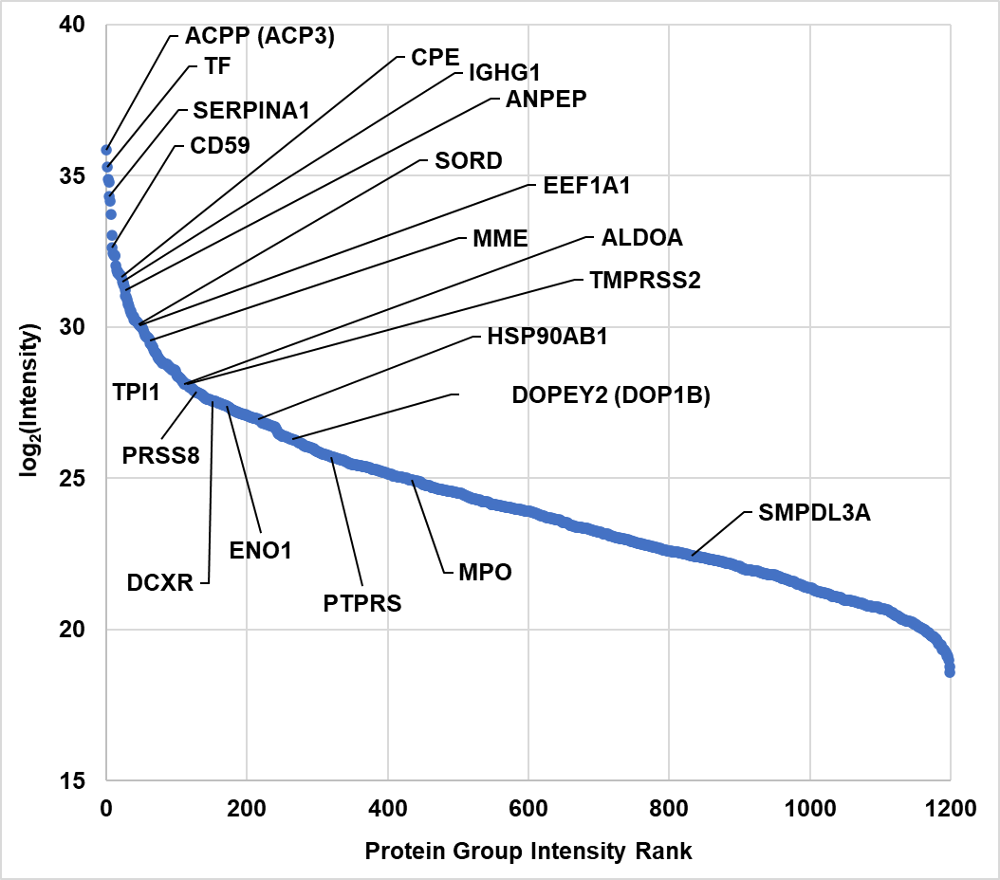 40
ACPP (ACP3)
TF
CPE
IGHG1
ANPEP
SERPINA1
CD59
SORD
35
EEF1A1
MME
ALDOA
TMPRSS2
30
HSP90AB1
TPI1
DOPEY2 (DOP1B)
PRSS8
25
SMPDL3A
ENO1
MPO
DCXR
PTPRS
20
15
0
200
400
600
800
1000
1200
log₂(Intensity)
Protein Group Intensity Rank